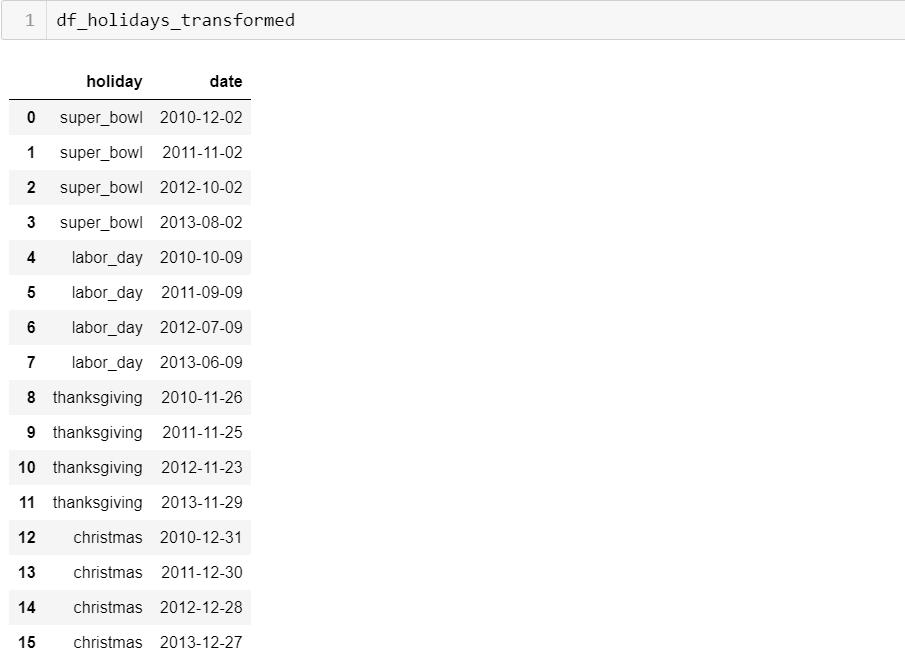 1 df_holidays_transformed
holiday date
0 super_bowl 2010-12-02
1 super_bowl 2011-11-02
2 super_bowl 2012-10-02
3 super_bowl 2013-08-02
4 labor_day 2010-10-09
5 labor_day 2011-09-09
6 labor_day 2012-07-09
7 labor_day 2013-06-09
8 thanksgiving 2010-11-26
9 thanksgiving 2011-11-25
10 thanksgiving 2012-11-23
11 thanksgiving 2013-11-29
12 christmas 2010-12-31
13 christmas 2011-12-30
14 christmas 2012-12-28
15 christmas 2013-12-27